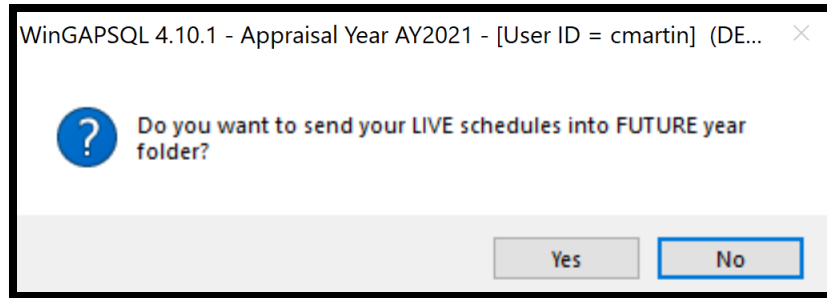 WinGAPSQL 4.10.1 - Appraisal Year AY2021 - [User ID = cmartin] (DE...
Do you want to send your LIVE schedules into FUTURE year
folder?
Yes No